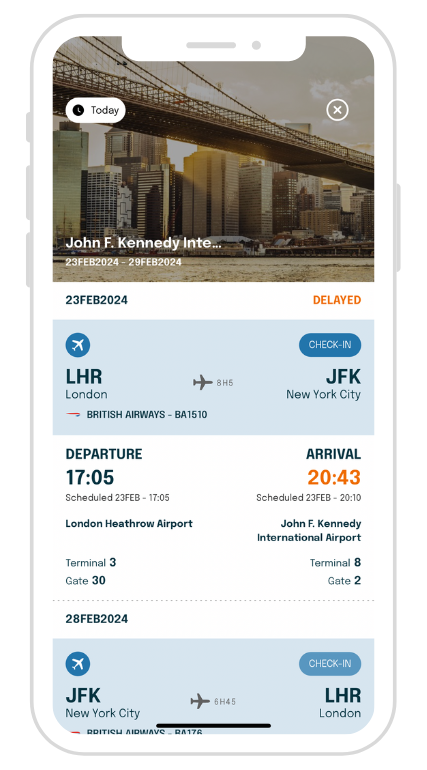 Today
John F. Kennedy Inte...
23FEB2024 - 29FEB2024
23FEB2024 DELAYED
CHECK-IN
LHR 8H5 JFK
London New York City
BRITISH AIRWAYS - BA1510
DEPARTURE ARRIVAL
17:05 20:43
Scheduled 23FEB - 17:05 Scheduled 23FEB - 20:10
London Heathrow Airport John F. Kennedy
International Airport
Terminal 3 Terminal 8
Gate 30 Gate 2
28FEB2024
CHECK-IN
JFK 6H45 LHR
New York City London
BRITISH AIRWAYS - BA176